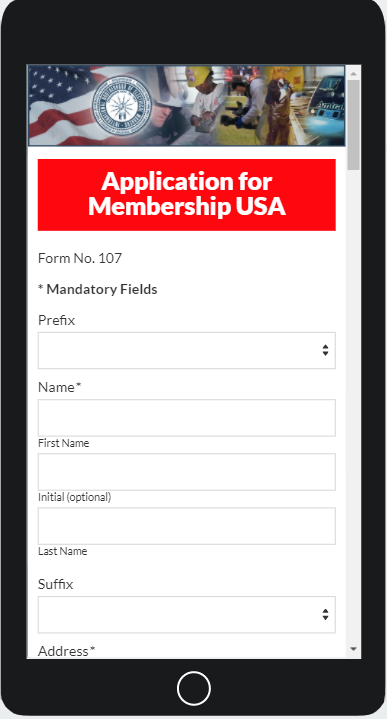 Application for
Membership USA
Form No. 107
* Mandatory Fields
Prefix
Name*
First Name
Initial (optional)
Last Name
Suffix
Address*